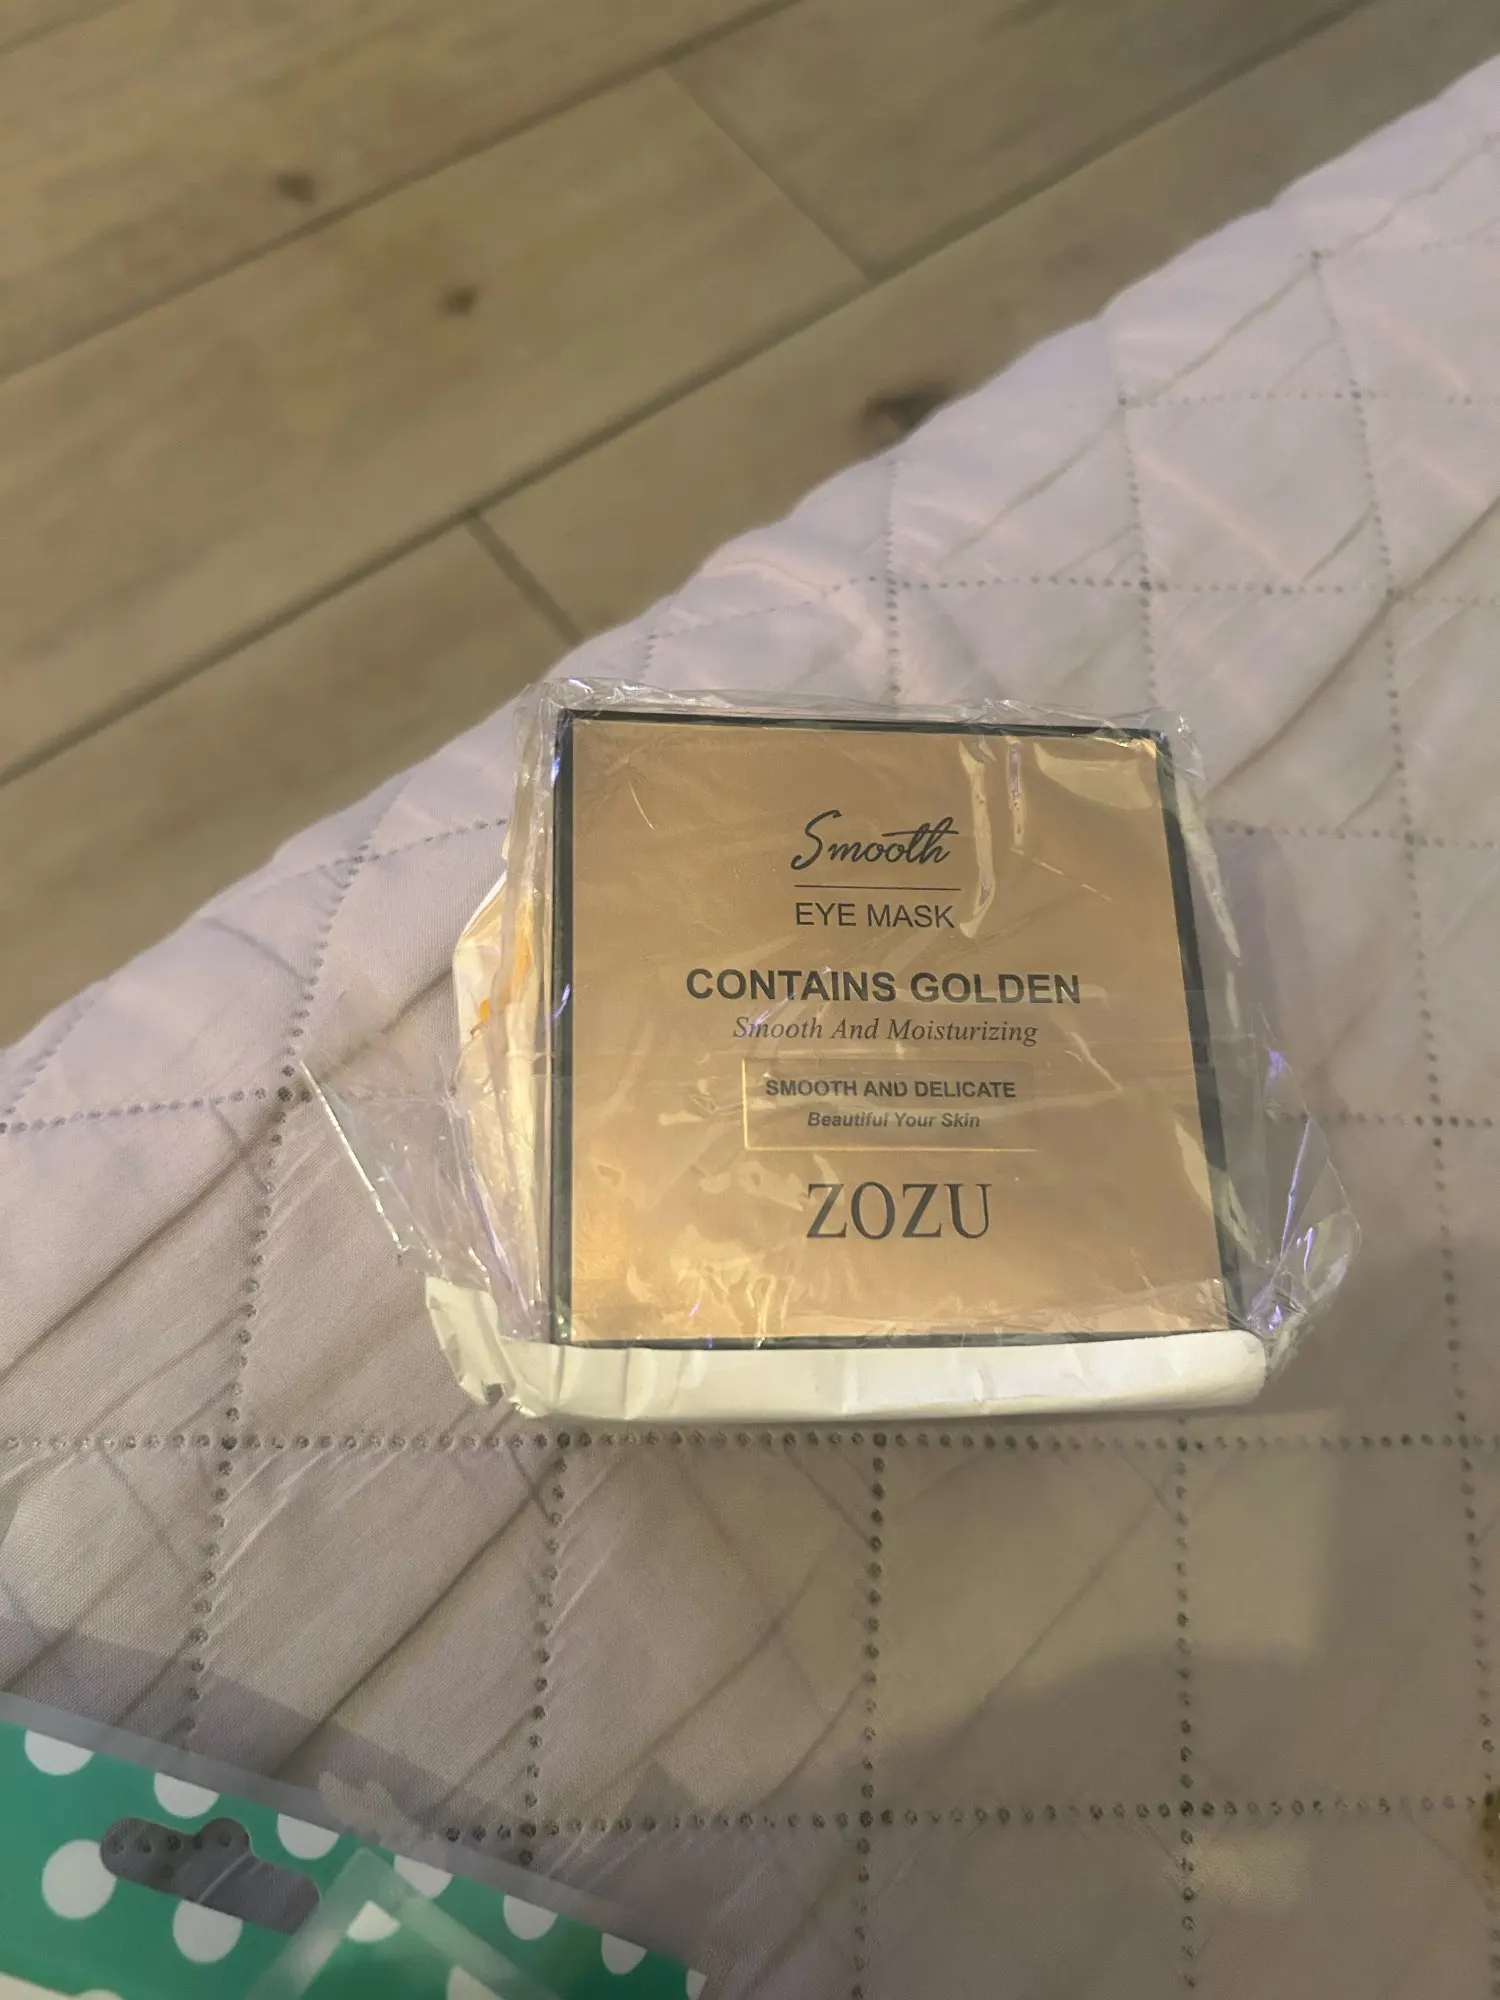 Smooth
EYE MASK
CONTAINS GOLDEN
Smooth And Moisturizing
SMOOTH AND DELICATE
Beautiful Your Skin
ZOZU